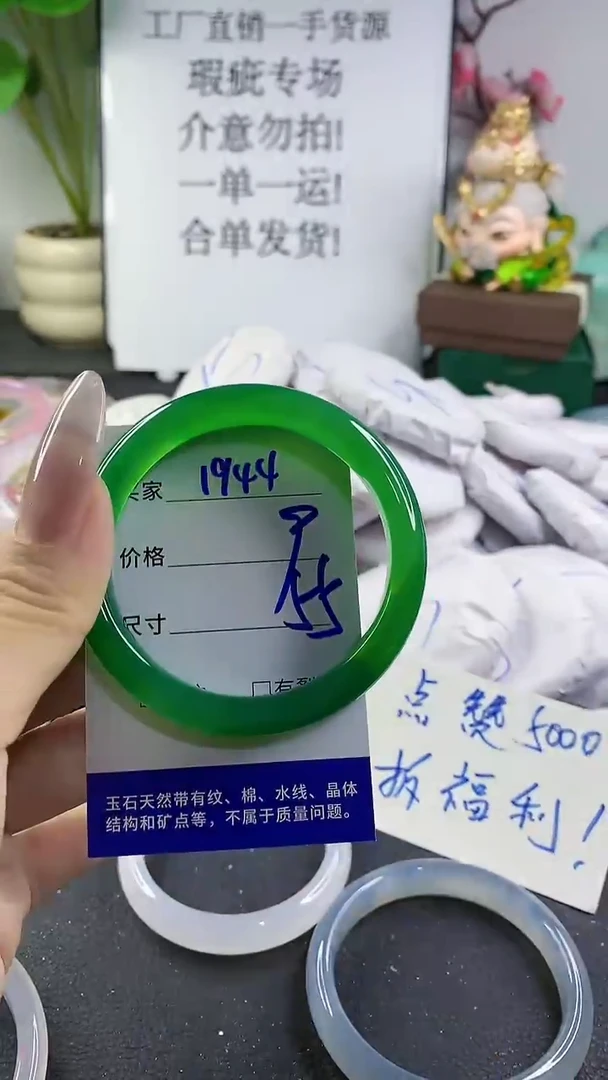 工厂直销一手货源
瑕疵专场
介意勿拍!
一单一运!
合单发货!
家 1944
价格
尺寸
55
玉石天然带有纹、棉、水线、晶体
结构和矿点等，不属于质量问题。
点赞5000
拆福利!